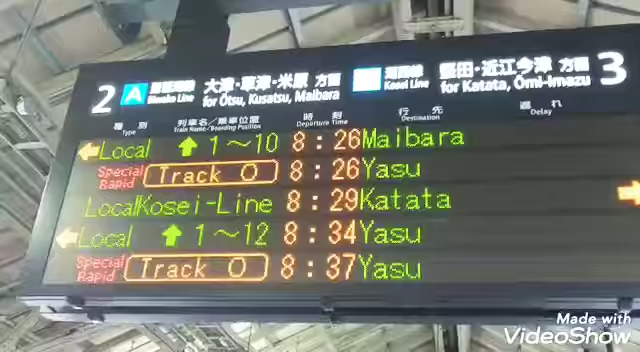 2 A 琵琶湖線 Biwako Line 大津・草津・米原 方面 for Ōtsu, Kusatsu, Maibara 湖西線 Kosei Line 堅田・近江今津 方面 for Katata, Ōmi-Imazu 3
種別 Type 列車名／乗車位置 Train Name／Boarding Position 時刻 Departure Time 行先 Destination 遅れ Delay
←Local ↑ 1～10 8:26 Maibara
Special Rapid Track O 8:26 Yasu
Local Kosei-Line 8:29 Katata →
←Local ↑ 1～12 8:34 Yasu
Special Rapid Track O 8:37 Yasu
Made with
VideoShow